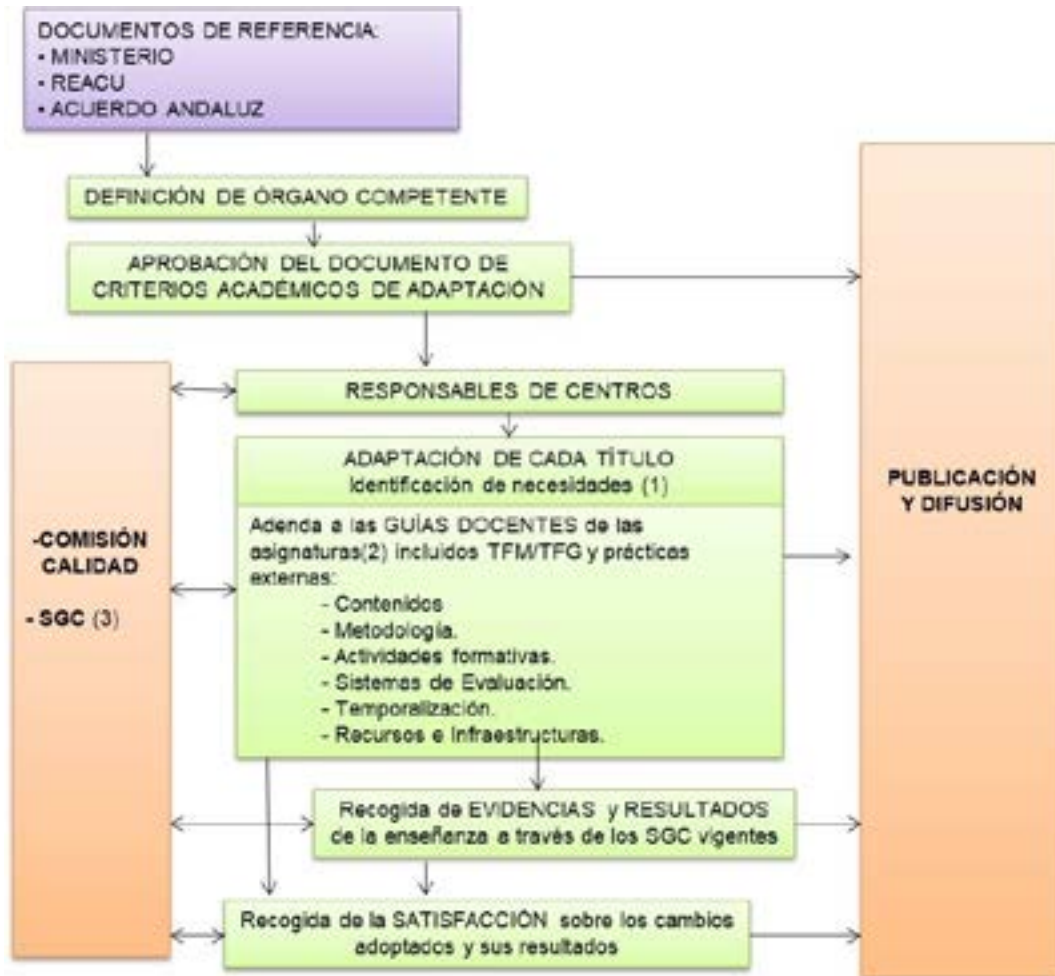 DOCUMENTOS DE REFERENCIA:
▪ MINISTERIO
▪ REACU
▪ ACUERDO ANDALUZ
DEFINICIÓN DE ÓRGANO COMPETENTE
APROBACIÓN DEL DOCUMENTO DE
CRITERIOS ACADÉMICOS DE ADAPTACIÓN
RESPONSABLES DE CENTROS
ADAPTACIÓN DE CADA TÍTULO
Identificación de necesidades (1)
Adenda a las GUÍAS DOCENTES de las
asignaturas(2) incluidos TFM/TFG y prácticas
externas:
- Contenidos
- Metodología.
- Actividades formativas.
- Sistemas de Evaluación.
- Temporalización.
- Recursos e Infraestructuras.
Recogida de EVIDENCIAS y RESULTADOS
de la enseñanza a través de los SGC vigentes
Recogida de la SATISFACCIÓN sobre los cambios
adoptados y sus resultados
-COMISIÓN
CALIDAD
- SGC (3)
PUBLICACIÓN
Y DIFUSIÓN